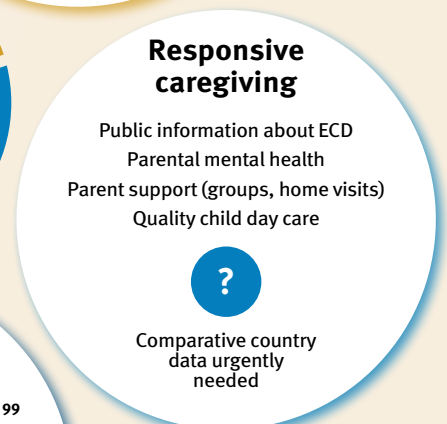 Responsive
caregiving
Public information about ECD
Parental mental health
Parent support (groups, home visits)
Quality child day care
?
Comparative country
data urgently
needed
99